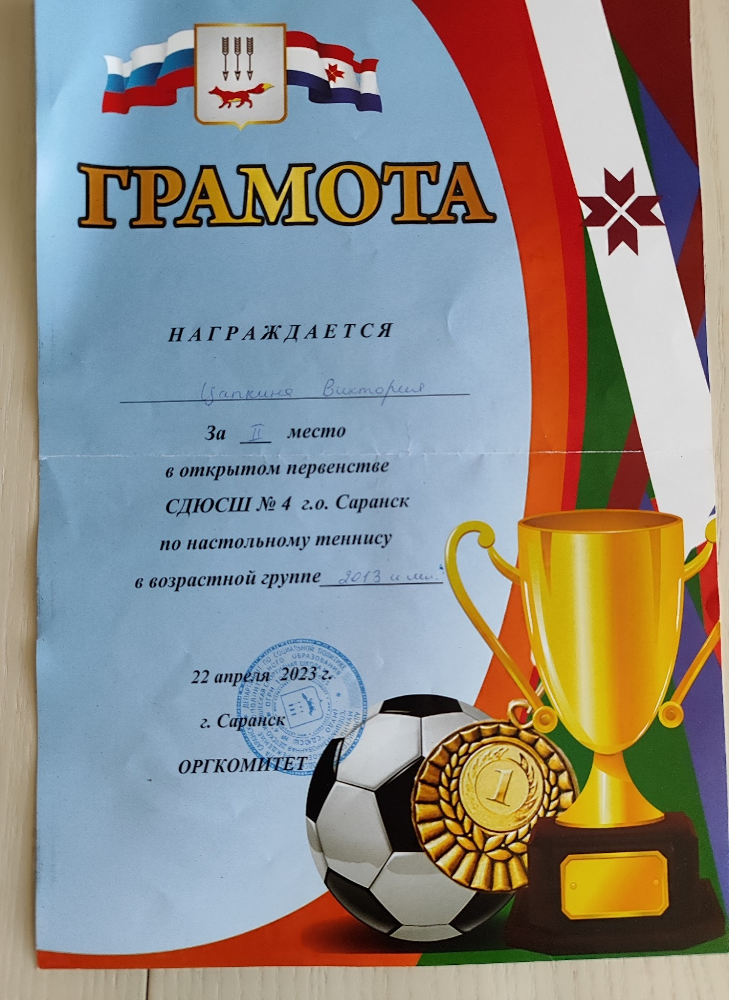 ГРАМОТА
НАГРАЖДАЕТСЯ
Цапкина Виктория
За II место
в открытом первенстве
СДЮСШ № 4 г.о. Саранск
по настольному теннису
в возрастной группе 2013 и мл.
22 апреля 2023 г.
г. Саранск
ОРГКОМИТЕТ
1